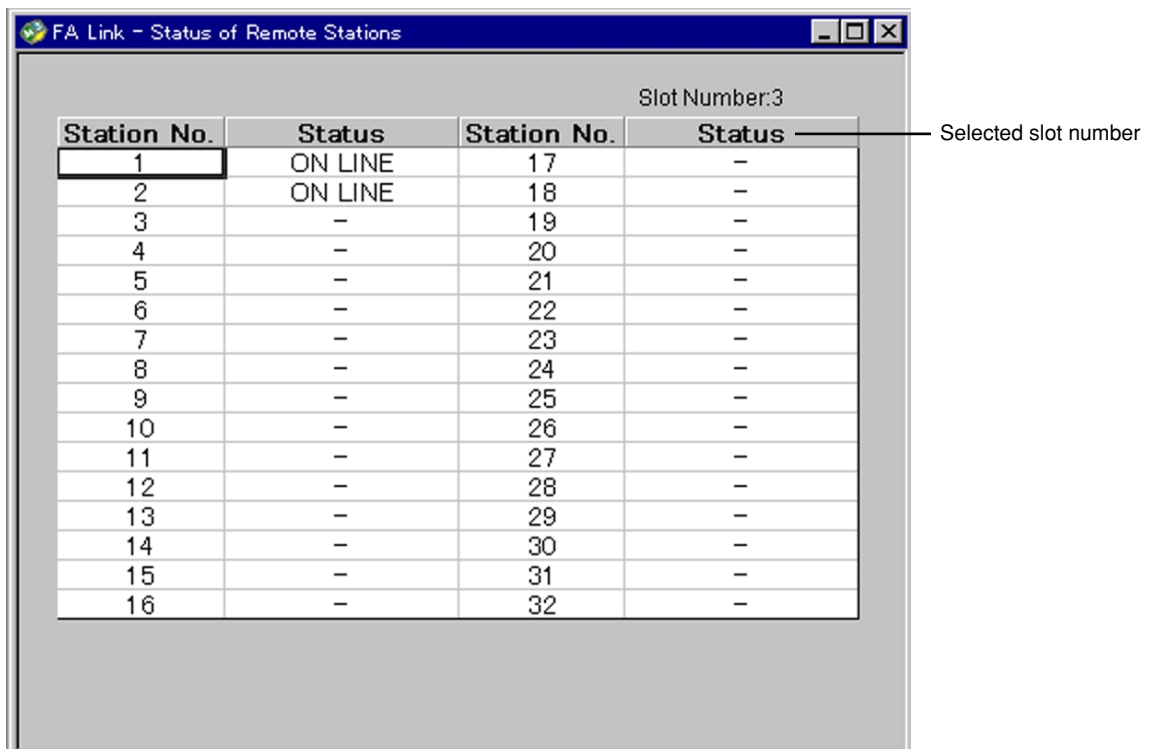 FA Link - Status of Remote Stations
Slot Number:3
Station No. Status Station No. Status
Selected slot number
1 ON LINE 17 -
2 ON LINE 18 -
3 - 19 -
4 - 20 -
5 - 21 -
6 - 22 -
7 - 23 -
8 - 24 -
9 - 25 -
10 - 26 -
11 - 27 -
12 - 28 -
13 - 29 -
14 - 30 -
15 - 31 -
16 - 32 -